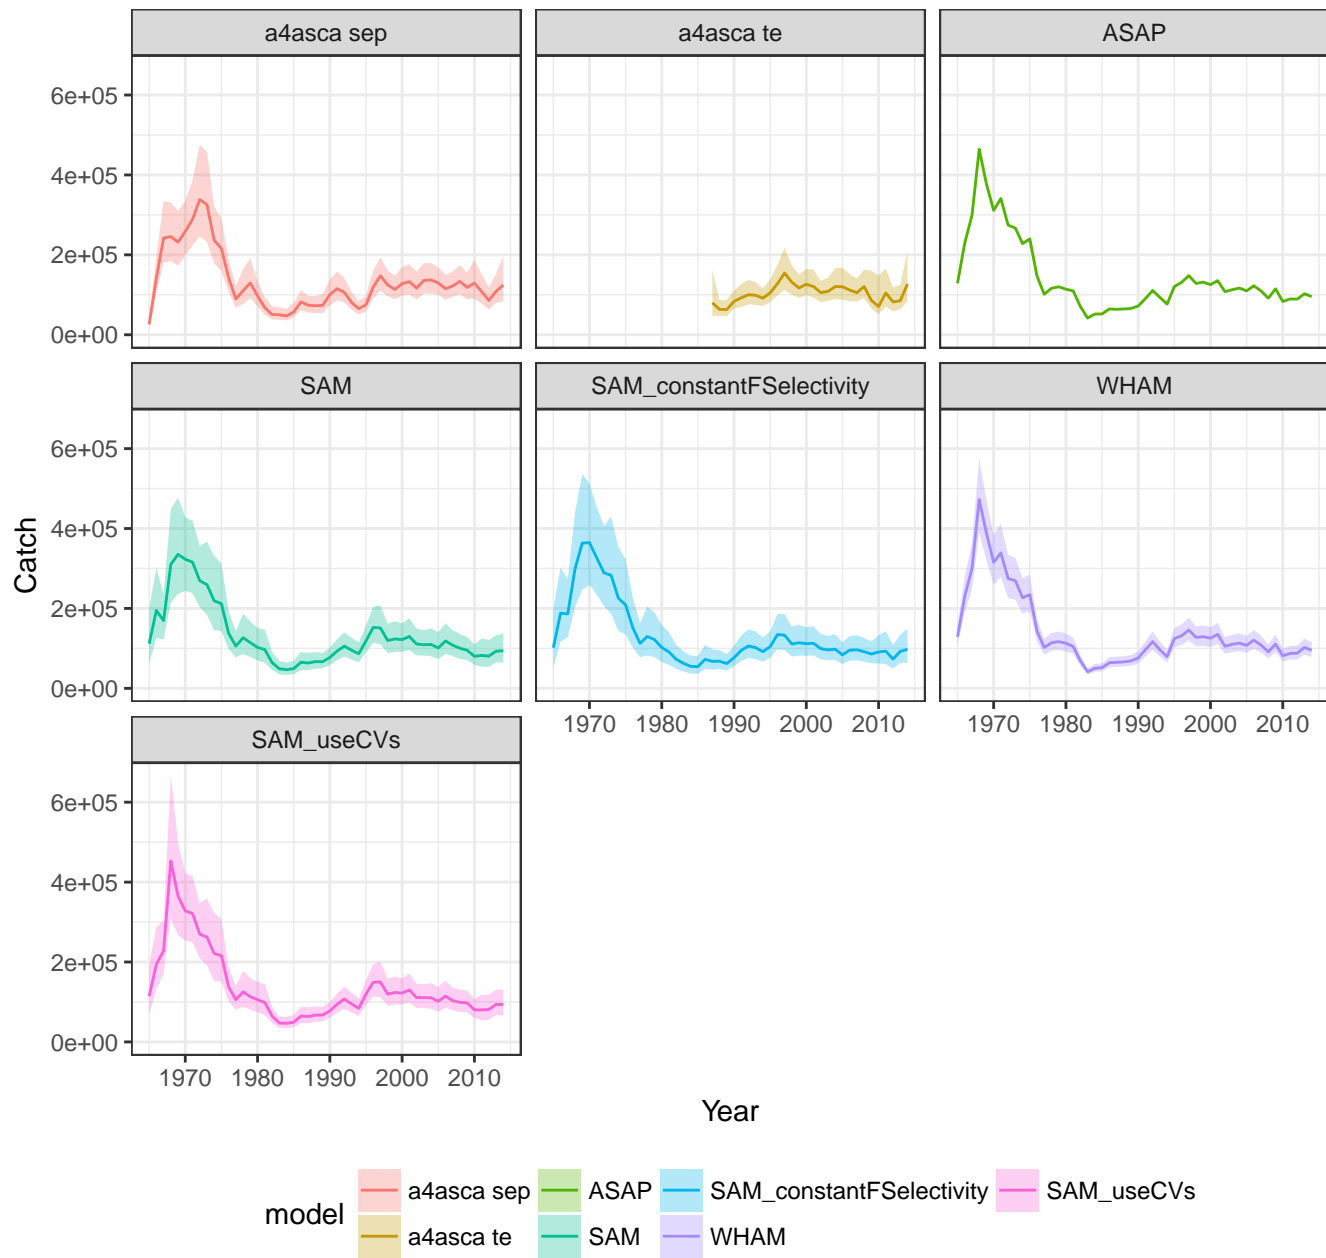 a4asca sep a4asca te ASAP
6e+05
4e+05
2e+05
0e+00
SAM SAM_constantFSelectivity WHAM
6e+05
4e+05
2e+05
0e+00
1970 1980 1990 2000 2010 1970 1980 1990 2000 2010
SAM_useCVs
6e+05
4e+05
2e+05
0e+00
1970 1980 1990 2000 2010
Catch
Year
model
a4asca sep ASAP SAM_constantFSelectivity SAM_useCVs
a4asca te SAM WHAM